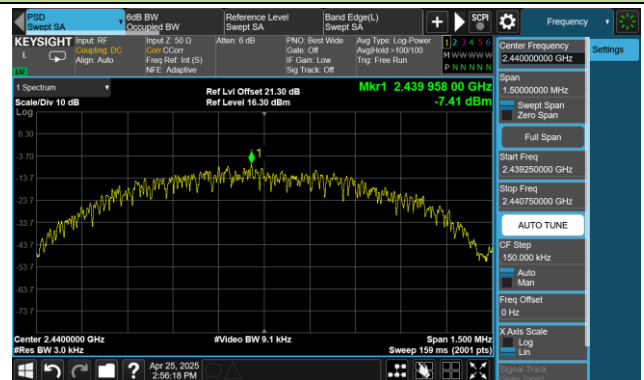 PSD
Swept SA
6dB BW
Occupied BW
Reference Level
Swept SA
Band Edge(L)
Swept SA
SCPI
Frequency
KEYSIGHT
L
Input: RF
Coupling: DC
Align: Auto
Input Z: 50 Ω
Corr CCorr
Freq Ref: Int (S)
NFE: Adaptive
Atten: 6 dB
PNO: Best Wide
Gate: Off
IF Gain: Low
Sig Track: Off
Avg Type: Log-Power
Avg|Hold:>100/100
Trig: Free Run
1 2 3 4 5 6
M W W W W W
P N N N N N
1 Spectrum
Scale/Div 10 dB
Log
Ref Lvl Offset 21.30 dB
Ref Level 16.30 dBm
Mkr1 2.439 958 00 GHz
-7.41 dBm
1
6.30
-3.70
-13.7
-23.7
-33.7
-43.7
-53.7
-63.7
-73.7
Center 2.4400000 GHz
#Res BW 3.0 kHz
#Video BW 9.1 kHz
Span 1.500 MHz
Sweep 159 ms (2001 pts)
Center Frequency
2.440000000 GHz
Settings
Span
1.50000000 MHz
Swept Span
Zero Span
Full Span
Start Freq
2.439250000 GHz
Stop Freq
2.440750000 GHz
AUTO TUNE
CF Step
150.000 kHz
Auto
Man
Freq Offset
0 Hz
X Axis Scale
Log
Lin
Signal Track
(Span Zoom)
?
Apr 25, 2025
2:56:18 PM